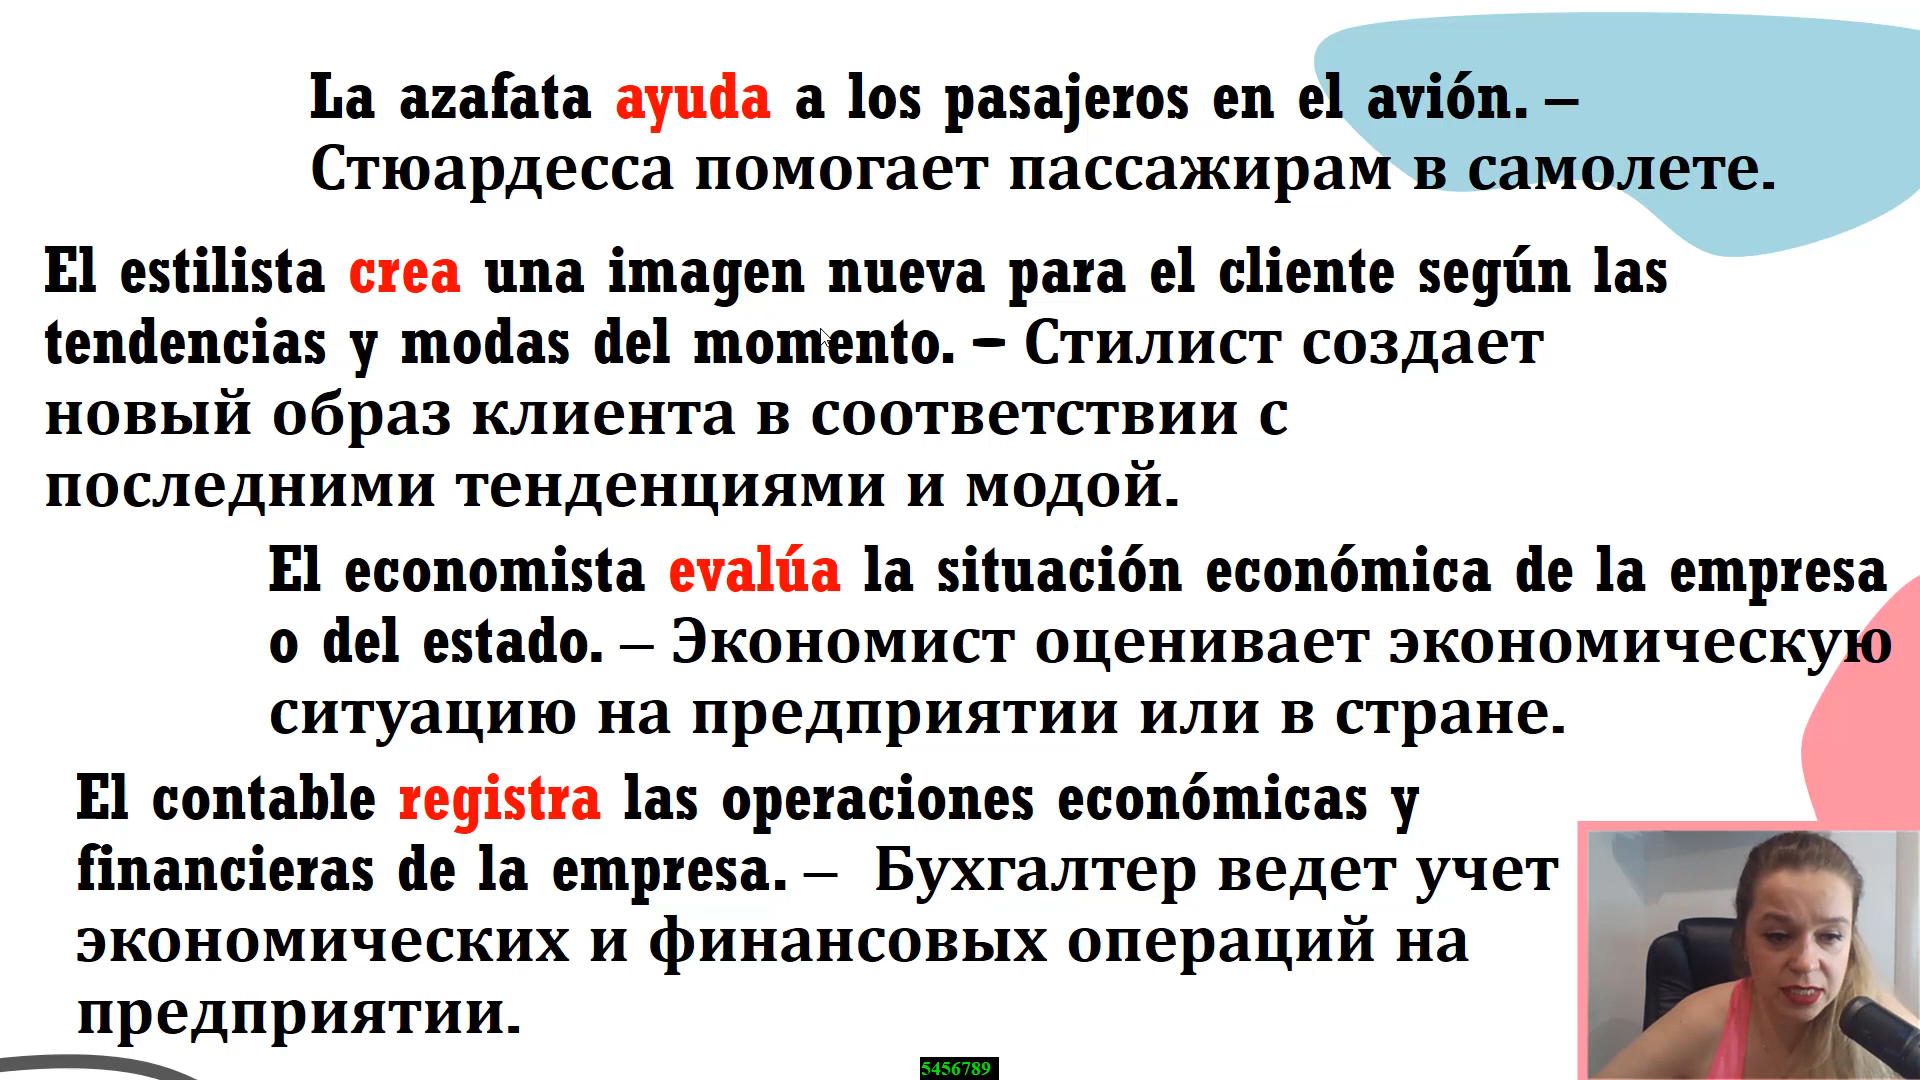 La azafata ayuda a los pasajeros en el avión. –
Стюардесса помогает пассажирам в самолете.
El estilista crea una imagen nueva para el cliente según las
tendencias y modas del momento. – Стилист создает
новый образ клиента в соответствии с
последними тенденциями и модой.
El economista evalúa la situación económica de la empresa
o del estado. – Экономист оценивает экономическую
ситуацию на предприятии или в стране.
El contable registra las operaciones económicas y
financieras de la empresa. – Бухгалтер ведет учет
экономических и финансовых операций на
предприятии.
5456789